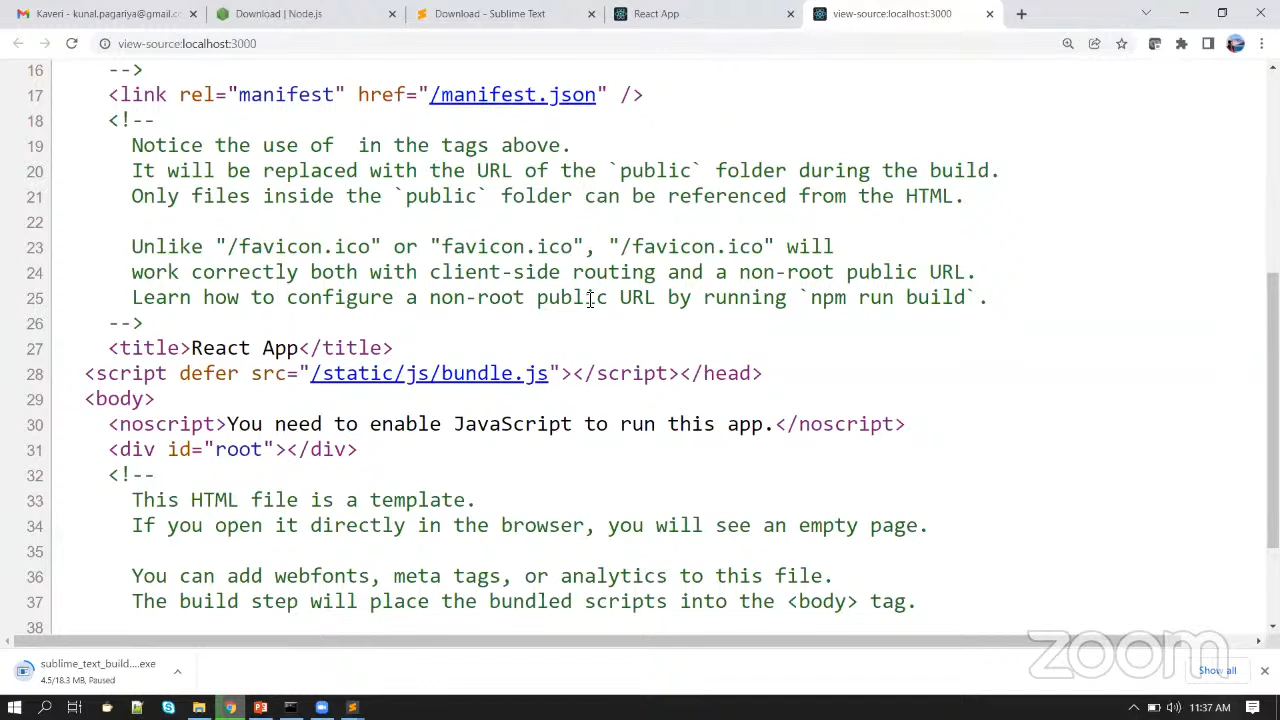 Kaveri - kunal.pagariya@gmail.co
Download | Node.js
Download - Sublime Text
React App
view-source:localhost:3000
view-source:localhost:3000
16 -->
17 <link rel="manifest" href="/manifest.json" />
18 <!--
19 Notice the use of  in the tags above.
20 It will be replaced with the URL of the `public` folder during the build.
21 Only files inside the `public` folder can be referenced from the HTML.
22
23 Unlike "/favicon.ico" or "favicon.ico", "/favicon.ico" will
24 work correctly both with client-side routing and a non-root public URL.
25 Learn how to configure a non-root public URL by running `npm run build`.
26 -->
27 <title>React App</title>
28 <script defer src="/static/js/bundle.js"></script></head>
29 <body>
30 <noscript>You need to enable JavaScript to run this app.</noscript>
31 <div id="root"></div>
32 <!--
33 This HTML file is a template.
34 If you open it directly in the browser, you will see an empty page.
35
36 You can add webfonts, meta tags, or analytics to this file.
37 The build step will place the bundled scripts into the <body> tag.
38
zoom
sublime_text_build....exe
4.5/18.3 MB, Paused
Show all
11:37 AM